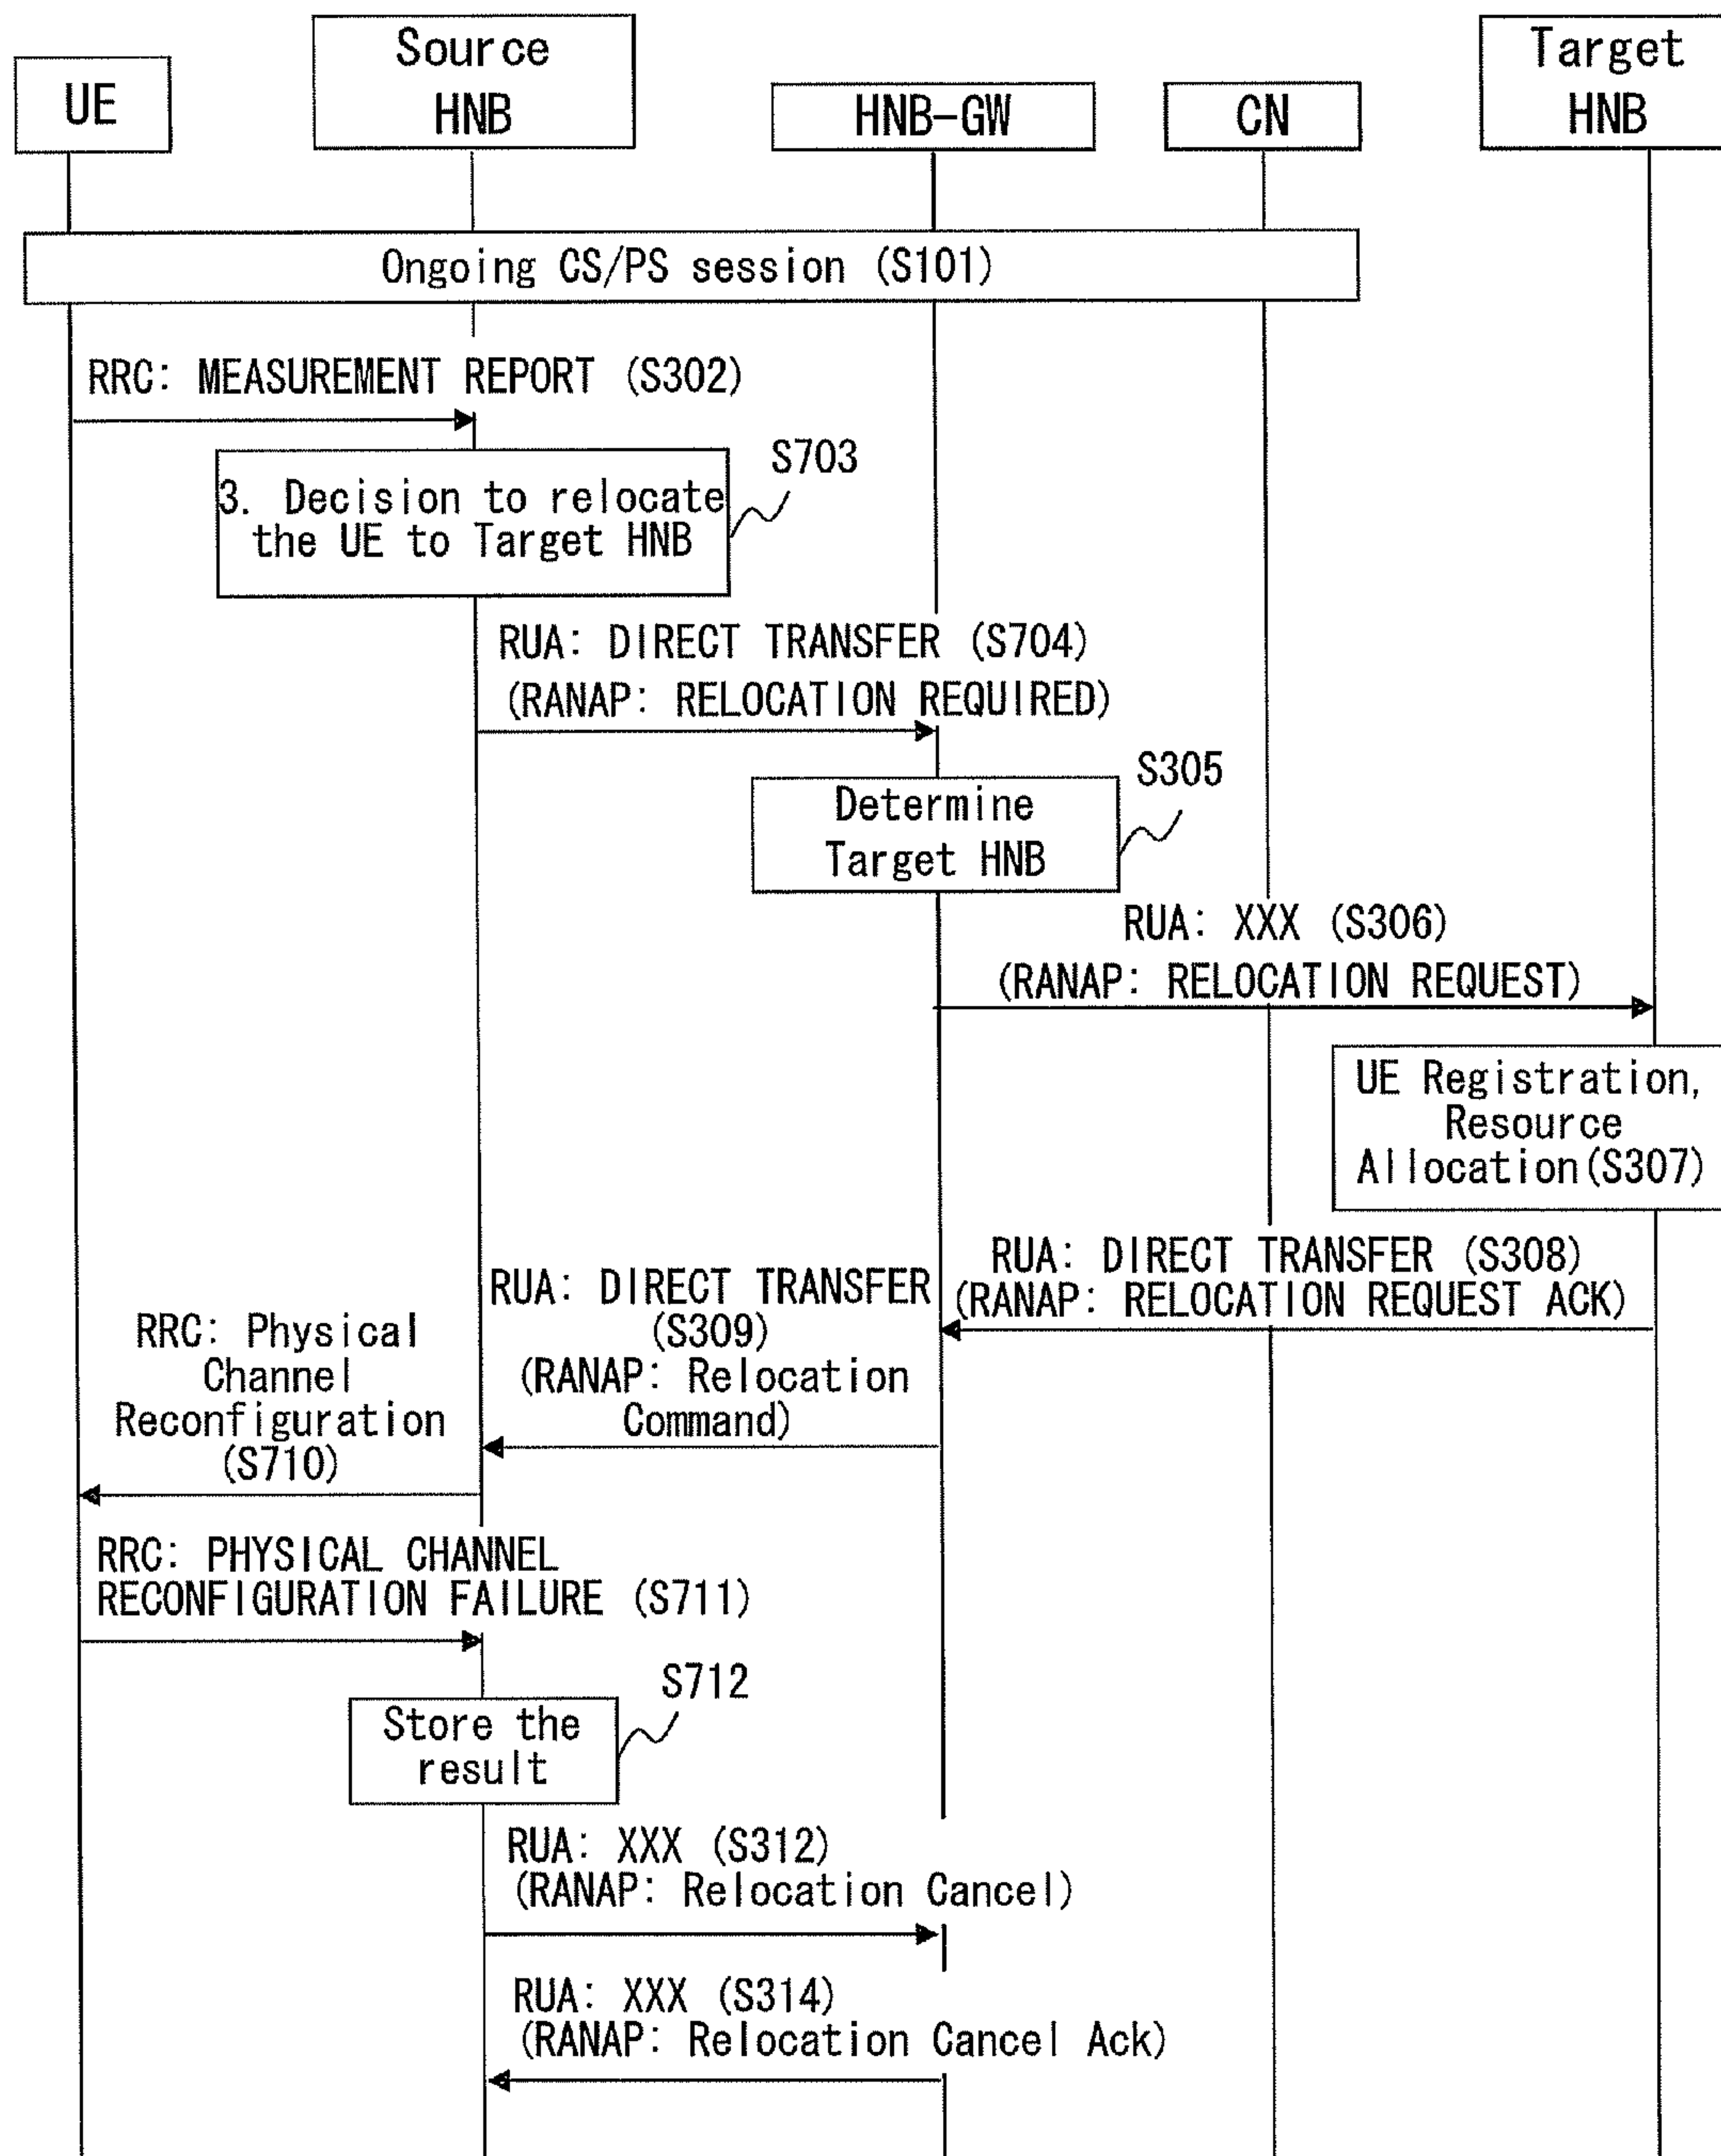 UE
Source
HNB
HNB-GW
CN
Target
HNB
Ongoing CS/PS session (S101)
RRC: MEASUREMENT REPORT (S302)
S703
3. Decision to relocate
the UE to Target HNB
RUA: DIRECT TRANSFER (S704)
(RANAP: RELOCATION REQUIRED)
S305
Determine
Target HNB
RUA: XXX (S306)
(RANAP: RELOCATION REQUEST)
UE Registration,
Resource
Allocation(S307)
RUA: DIRECT TRANSFER (S308)
(RANAP: RELOCATION REQUEST ACK)
RUA: DIRECT TRANSFER
(S309)
(RANAP: Relocation
Command)
RRC: Physical
Channel
Reconfiguration
(S710)
RRC: PHYSICAL CHANNEL
RECONFIGURATION FAILURE (S711)
S712
Store the
result
RUA: XXX (S312)
(RANAP: Relocation Cancel)
RUA: XXX (S314)
(RANAP: Relocation Cancel Ack)